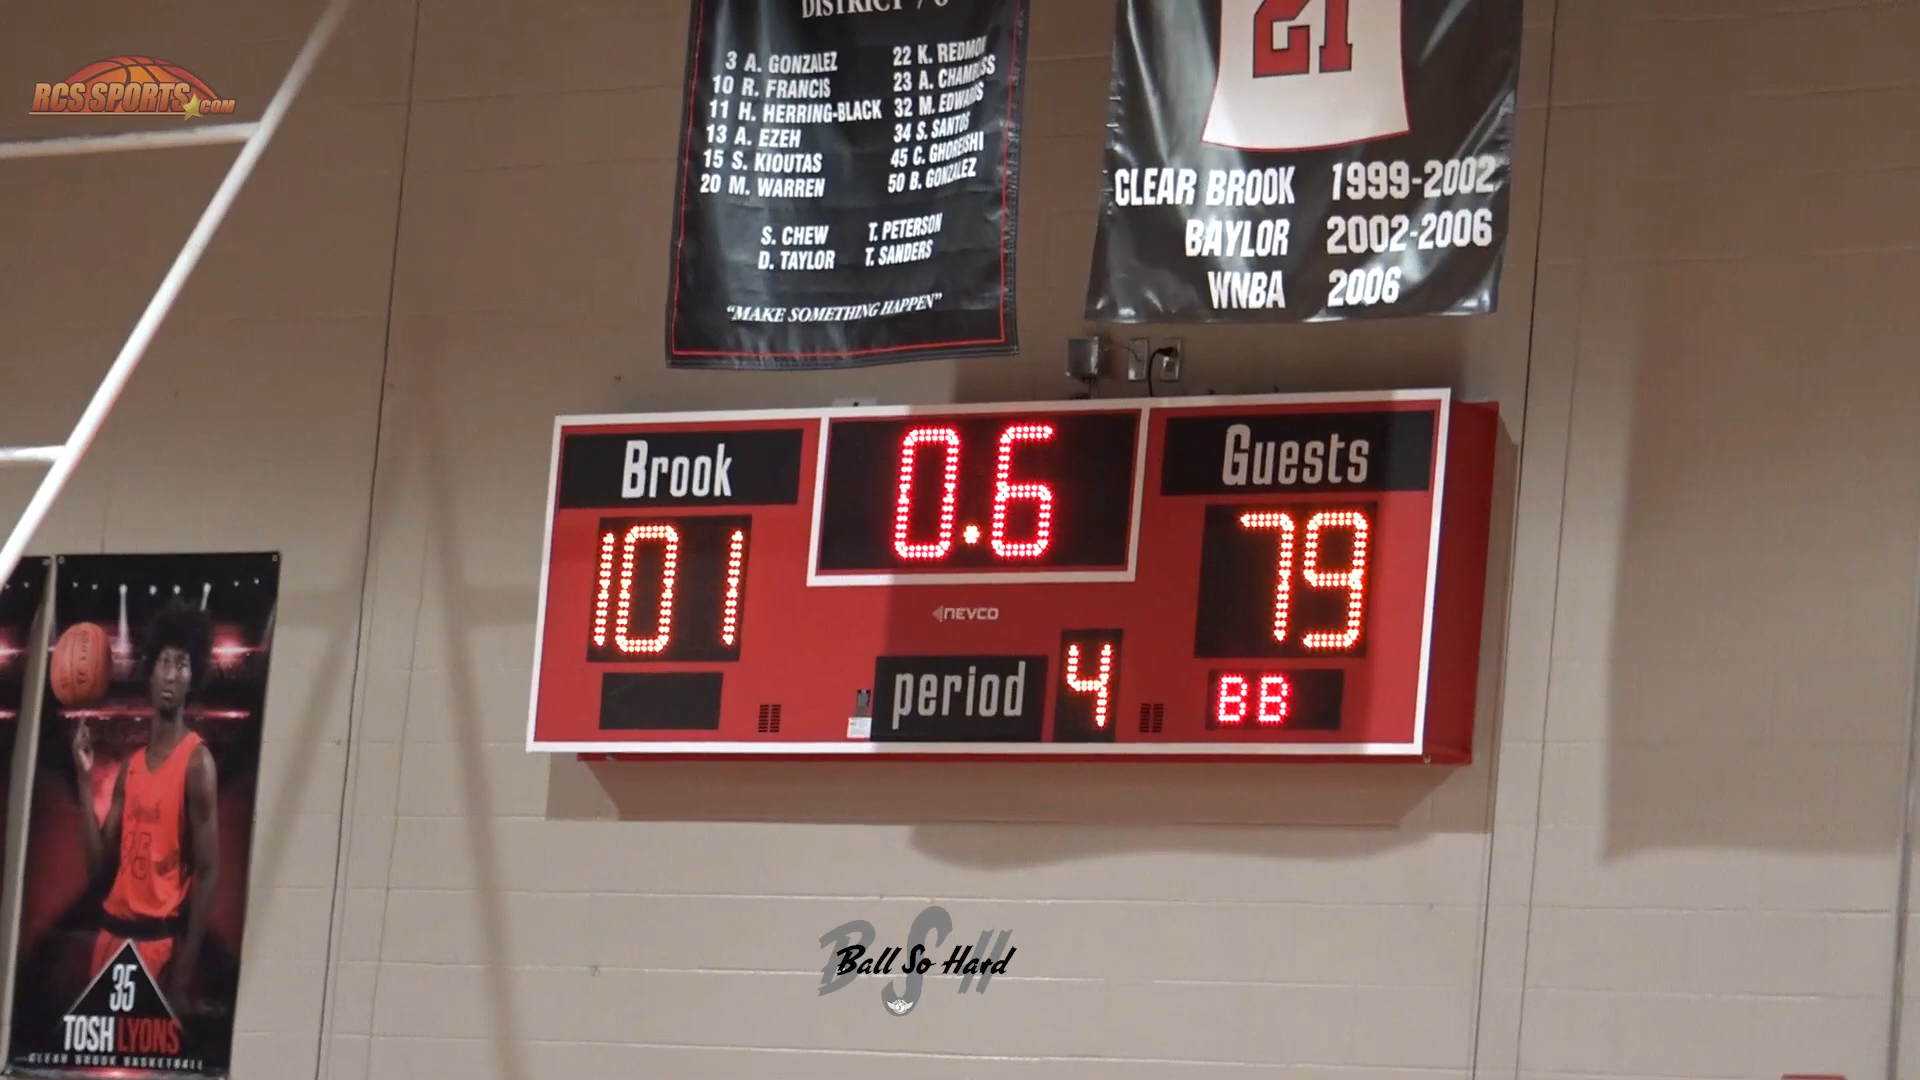 RCS SPORTS.COM
3 A. GONZALEZ
10 R. FRANCIS
11 H. HERRING-BLACK
13 A. EZEH
15 S. KIOUTAS
20 M. WARREN
22 K. REDMON
23 A. CHAMBLISS
32 M. EDWARDS
34 S. SANTOS
45 C. GHOREISHI
50 B. GONZALEZ
S. CHEW T. PETERSON
D. TAYLOR T. SANDERS
"MAKE SOMETHING HAPPEN"
21
CLEAR BROOK 1999-2002
BAYLOR 2002-2006
WNBA 2006
Brook
0.6
Guests
101
79
NEVCO
period 4
BB
35
TOSH LYONS
CLEAR BROOK BASKETBALL
BSH
Ball So Hard